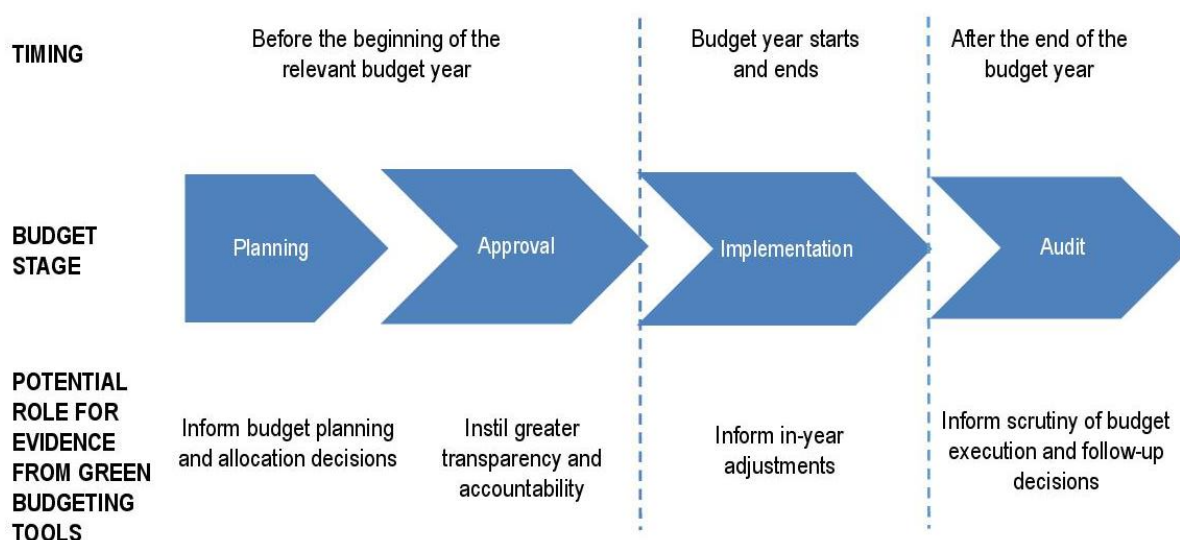 TIMING
Before the beginning of the
relevant budget year
Budget year starts
and ends
After the end of the
budget year
BUDGET
STAGE
Planning
Approval
Implementation
Audit
POTENTIAL
ROLE FOR
EVIDENCE
FROM GREEN
BUDGETING
TOOLS
Inform budget planning
and allocation decisions
Instil greater
transparency and
accountability
Inform in-year
adjustments
Inform scrutiny of budget
execution and follow-up
decisions